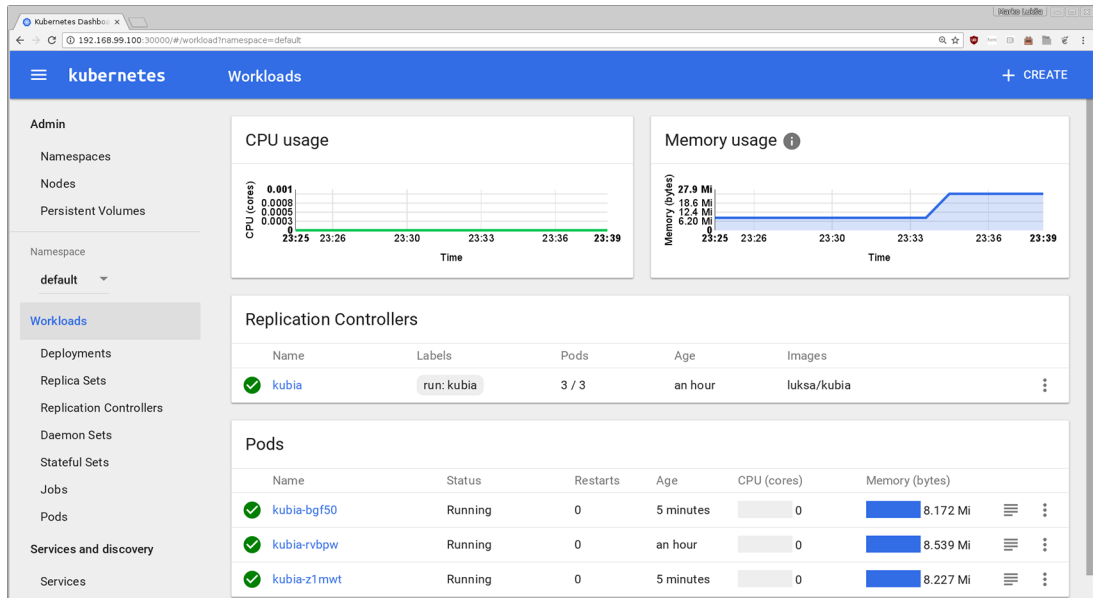 Marko Lukša
Kubernetes Dashboa
192.168.99.100:30000/#/workload?namespace=default
kubernetes
Workloads
CREATE
Admin
Namespaces
Nodes
Persistent Volumes
Namespace
default
Workloads
Deployments
Replica Sets
Replication Controllers
Daemon Sets
Stateful Sets
Jobs
Pods
Services and discovery
Services
CPU usage
CPU (cores)
0.001
0.0008
0.0005
0.0003
0
23:25 23:26 23:30 23:33 23:36 23:39
Time
Memory usage
Memory (bytes)
27.9 Mi
18.6 Mi
12.4 Mi
6.20 Mi
0
23:25 23:26 23:30 23:33 23:36 23:39
Time
Replication Controllers
Name Labels Pods Age Images
kubia run: kubia 3 / 3 an hour luksa/kubia
Pods
Name Status Restarts Age CPU (cores) Memory (bytes)
kubia-bgf50 Running 0 5 minutes 0 8.172 Mi
kubia-rvbpw Running 0 an hour 0 8.539 Mi
kubia-z1mwt Running 0 5 minutes 0 8.227 Mi